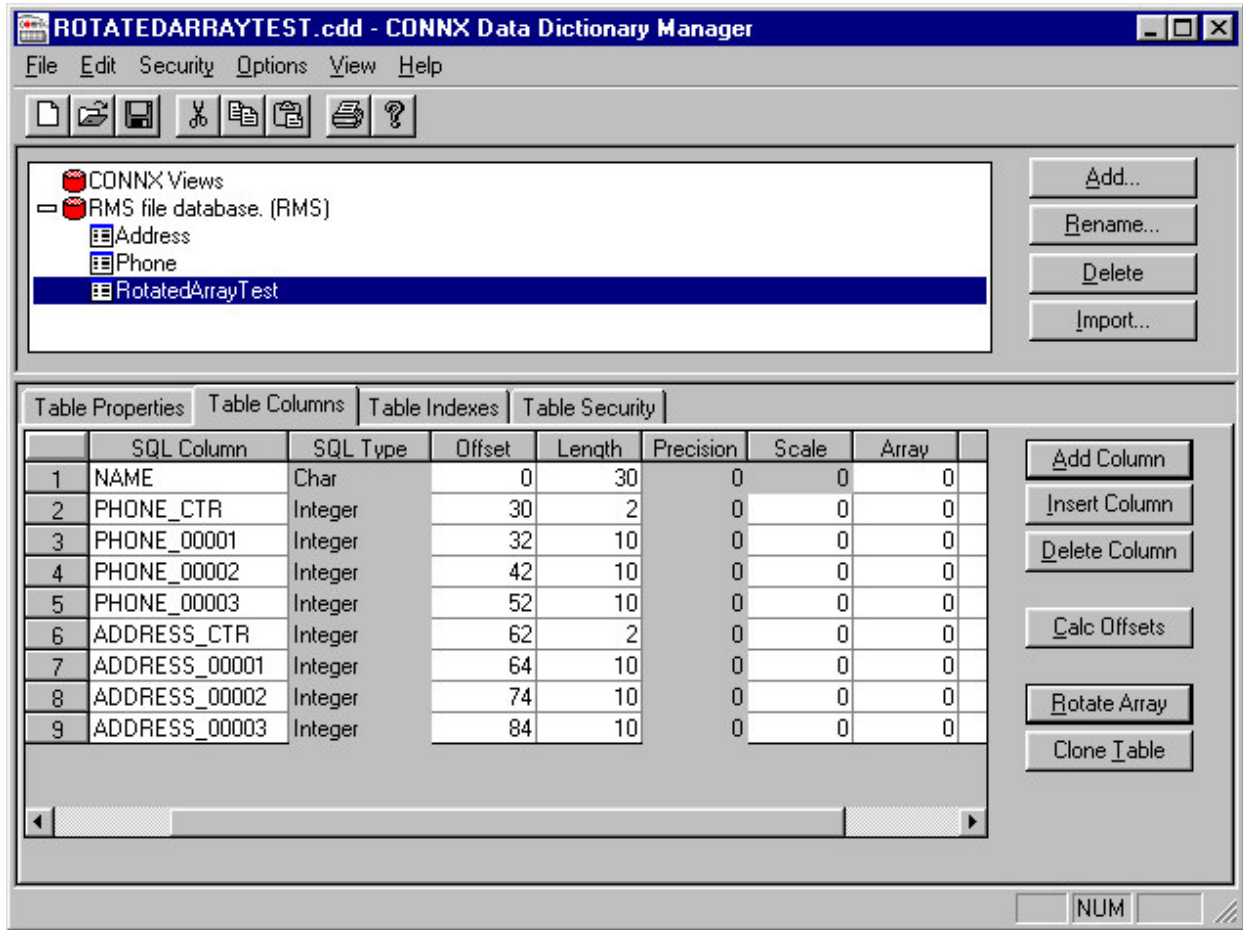 ROTATEDARRAYTEST.cdd - CONNX Data Dictionary Manager
File Edit Security Options View Help
CONNX Views
RMS file database. (RMS)
Address
Phone
RotatedArrayTest
Add...
Rename...
Delete
Import...
Table Properties Table Columns Table Indexes Table Security
SQL Column SQL Type Offset Length Precision Scale Array
1 NAME Char 0 30 0 0 0
2 PHONE_CTR Integer 30 2 0 0 0
3 PHONE_00001 Integer 32 10 0 0 0
4 PHONE_00002 Integer 42 10 0 0 0
5 PHONE_00003 Integer 52 10 0 0 0
6 ADDRESS_CTR Integer 62 2 0 0 0
7 ADDRESS_00001 Integer 64 10 0 0 0
8 ADDRESS_00002 Integer 74 10 0 0 0
9 ADDRESS_00003 Integer 84 10 0 0 0
Add Column
Insert Column
Delete Column
Calc Offsets
Rotate Array
Clone Table
NUM